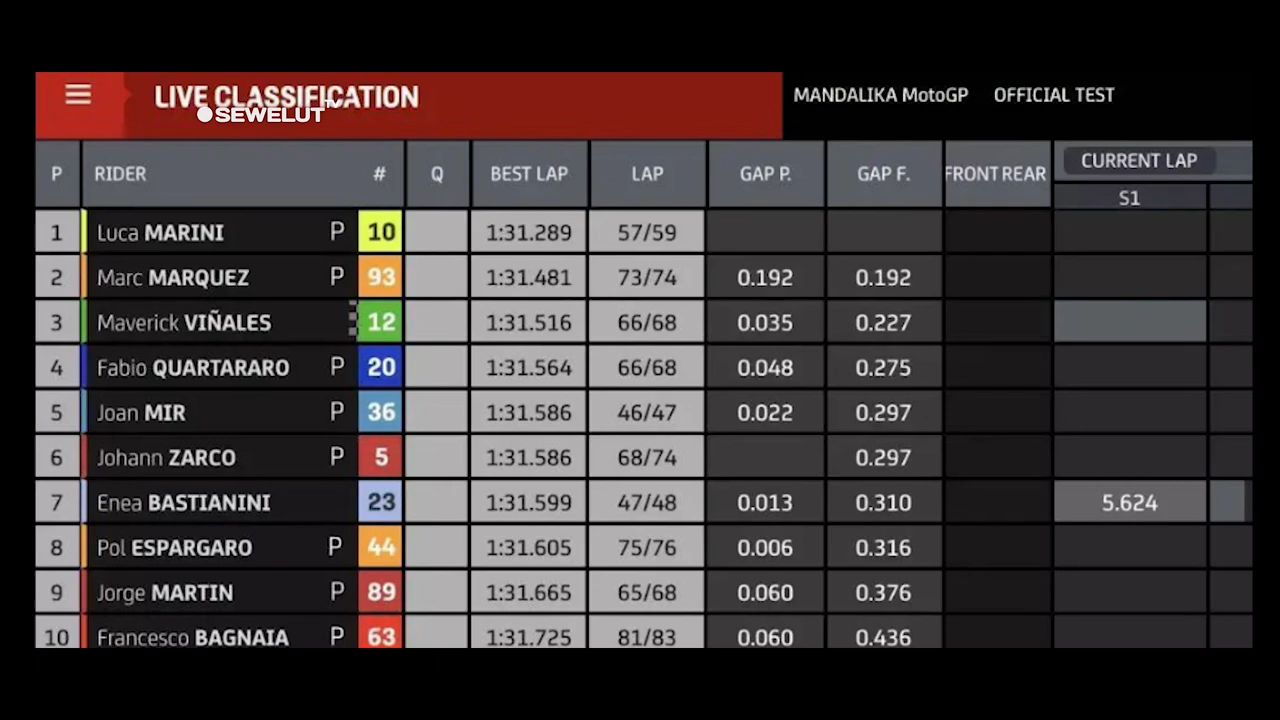 LIVE CLASSIFICATION MANDALIKA MotoGP OFFICIAL TEST
SEWELUT TV
P RIDER # Q BEST LAP LAP GAP P. GAP F. FRONT REAR CURRENT LAP
S1
1 Luca MARINI P 10 1:31.289 57/59
2 Marc MARQUEZ P 93 1:31.481 73/74 0.192 0.192
3 Maverick VIÑALES 12 1:31.516 66/68 0.035 0.227
4 Fabio QUARTARARO P 20 1:31.564 66/68 0.048 0.275
5 Joan MIR P 36 1:31.586 46/47 0.022 0.297
6 Johann ZARCO P 5 1:31.586 68/74 0.297
7 Enea BASTIANINI 23 1:31.599 47/48 0.013 0.310 5.624
8 Pol ESPARGARO P 44 1:31.605 75/76 0.006 0.316
9 Jorge MARTIN P 89 1:31.665 65/68 0.060 0.376
10 Francesco BAGNAIA P 63 1:31.725 81/83 0.060 0.436